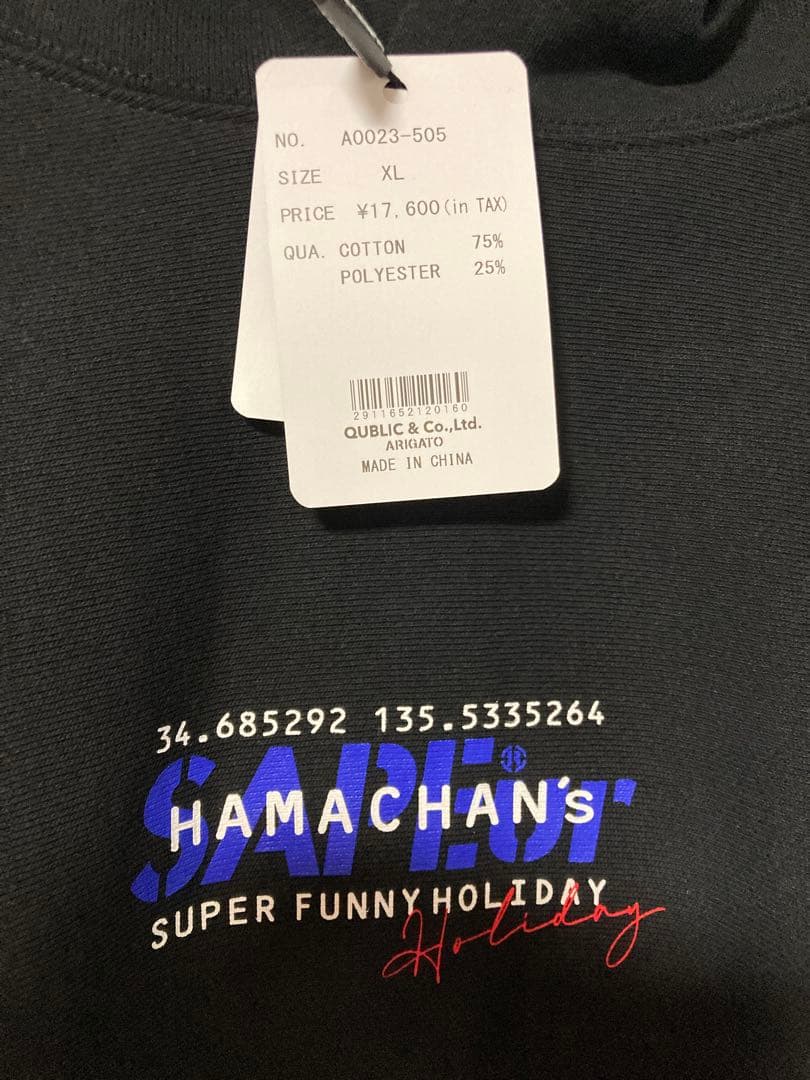 NO. A0023-505
SIZE XL
PRICE ¥17,600(in TAX)
QUA. COTTON 75%
POLYESTER 25%
2911652120160
QUBLIC & Co.,Ltd.
ARIGATO
MADE IN CHINA
34.685292 135.5335264
SAPEur
HAMACHAN's
SUPER FUNNY HOLIDAY
Holiday